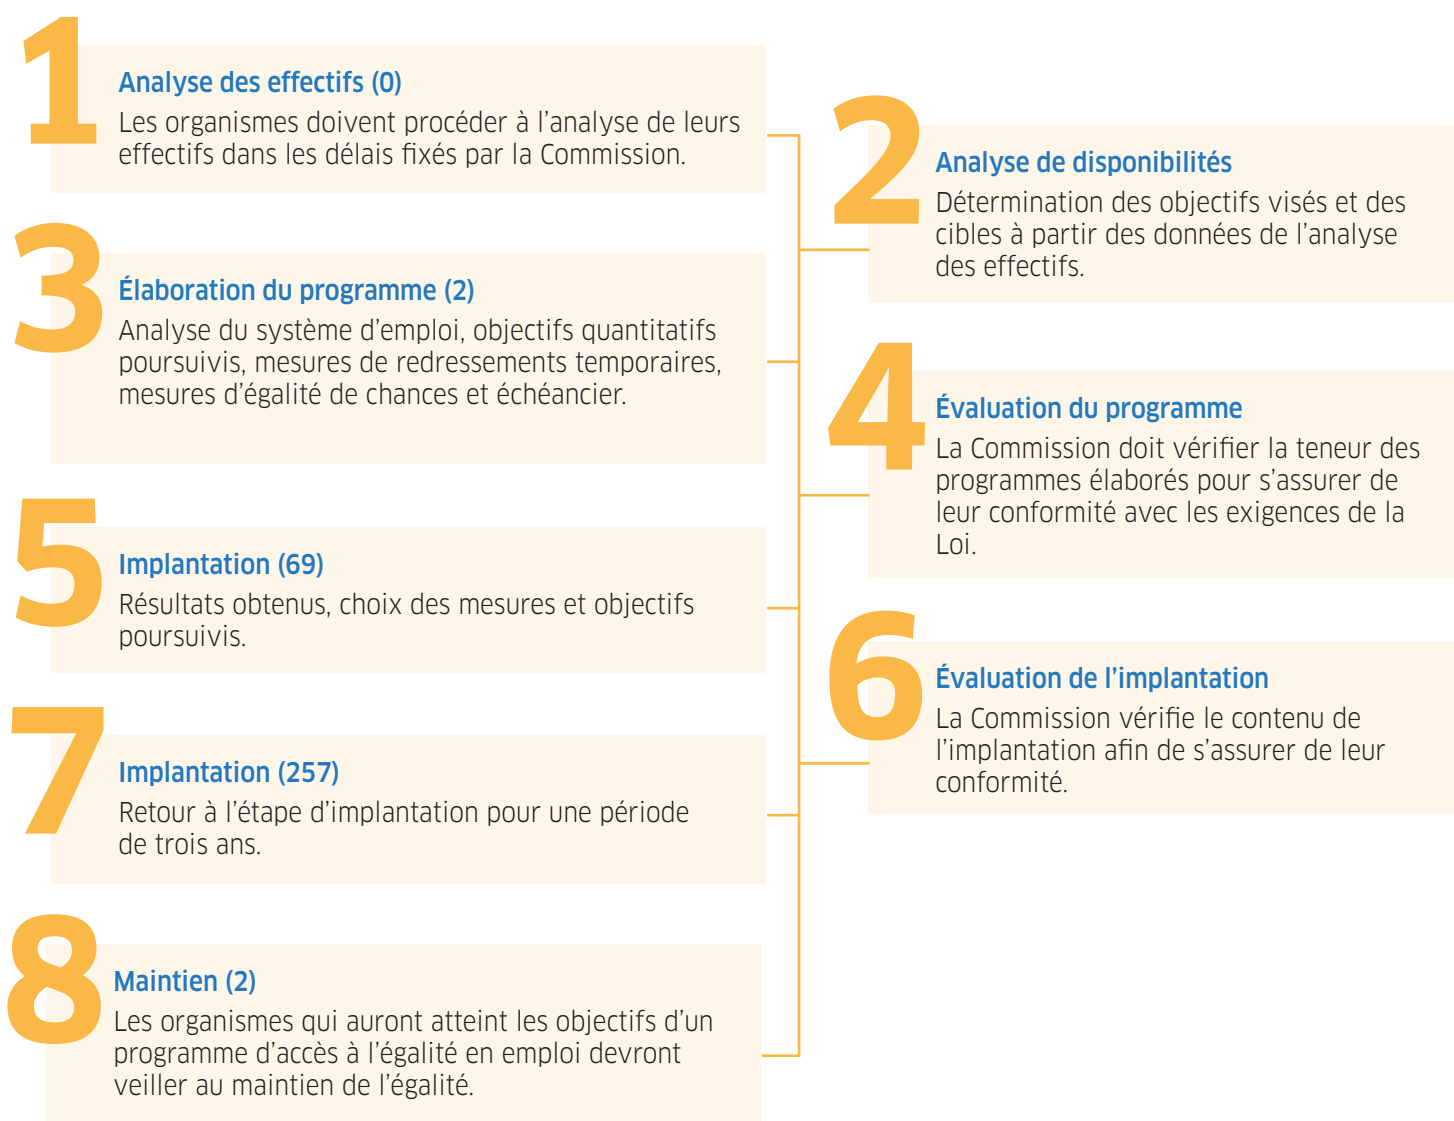 1
Analyse des effectifs (0)
Les organismes doivent procéder à l’analyse de leurs
effectifs dans les délais fixés par la Commission.
2
Analyse de disponibilités
Détermination des objectifs visés et des
cibles à partir des données de l’analyse
des effectifs.
3
Élaboration du programme (2)
Analyse du système d’emploi, objectifs quantitatifs
poursuivis, mesures de redressements temporaires,
mesures d’égalité de chances et échéancier.
4
Évaluation du programme
La Commission doit vérifier la teneur des
programmes élaborés pour s’assurer de
leur conformité avec les exigences de la
Loi.
5
Implantation (69)
Résultats obtenus, choix des mesures et objectifs
poursuivis.
6
Évaluation de l’implantation
La Commission vérifie le contenu de
l’implantation afin de s’assurer de leur
conformité.
7
Implantation (257)
Retour à l’étape d’implantation pour une période
de trois ans.
8
Maintien (2)
Les organismes qui auront atteint les objectifs d’un
programme d’accès à l’égalité en emploi devront
veiller au maintien de l’égalité.